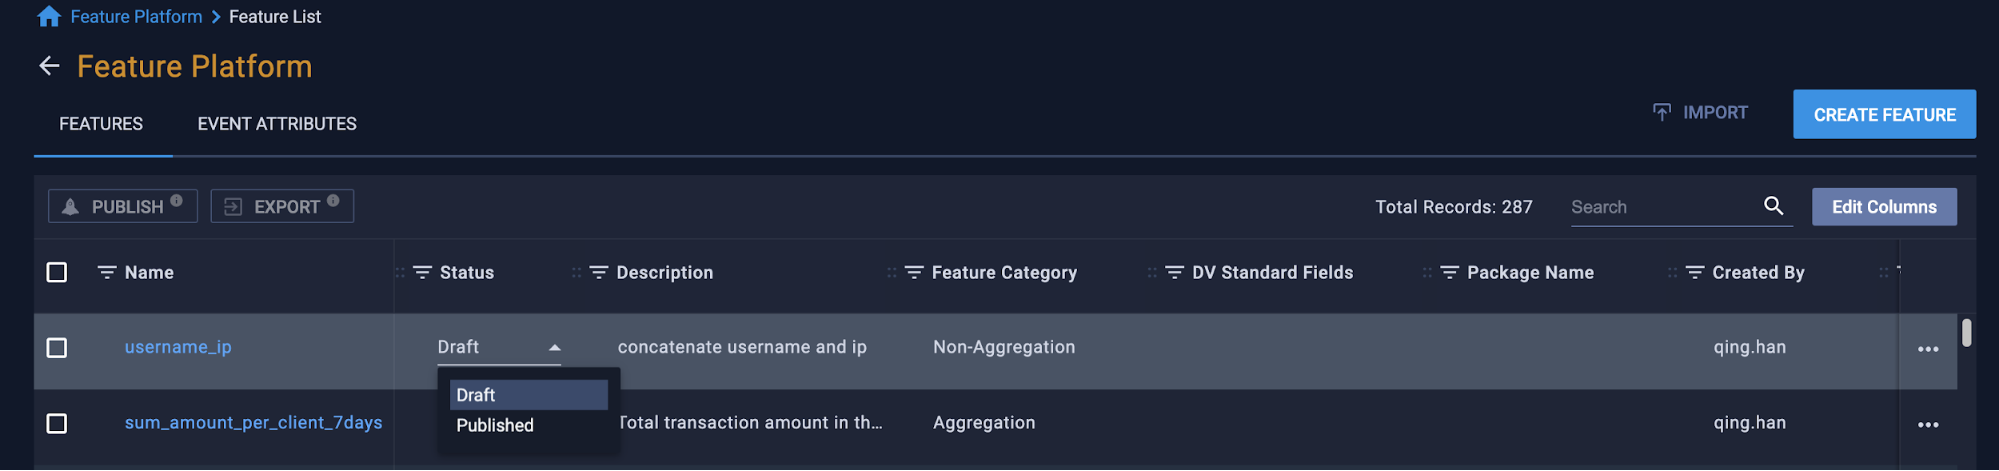 Feature Platform > Feature List
Feature Platform
FEATURES EVENT ATTRIBUTES IMPORT CREATE FEATURE
PUBLISH EXPORT Total Records: 287 Search Edit Columns
Name Status Description Feature Category DV Standard Fields Package Name Created By
username_ip Draft concatenate username and ip Non-Aggregation qing.han
Draft
Published
sum_amount_per_client_7days Total transaction amount in th... Aggregation qing.han